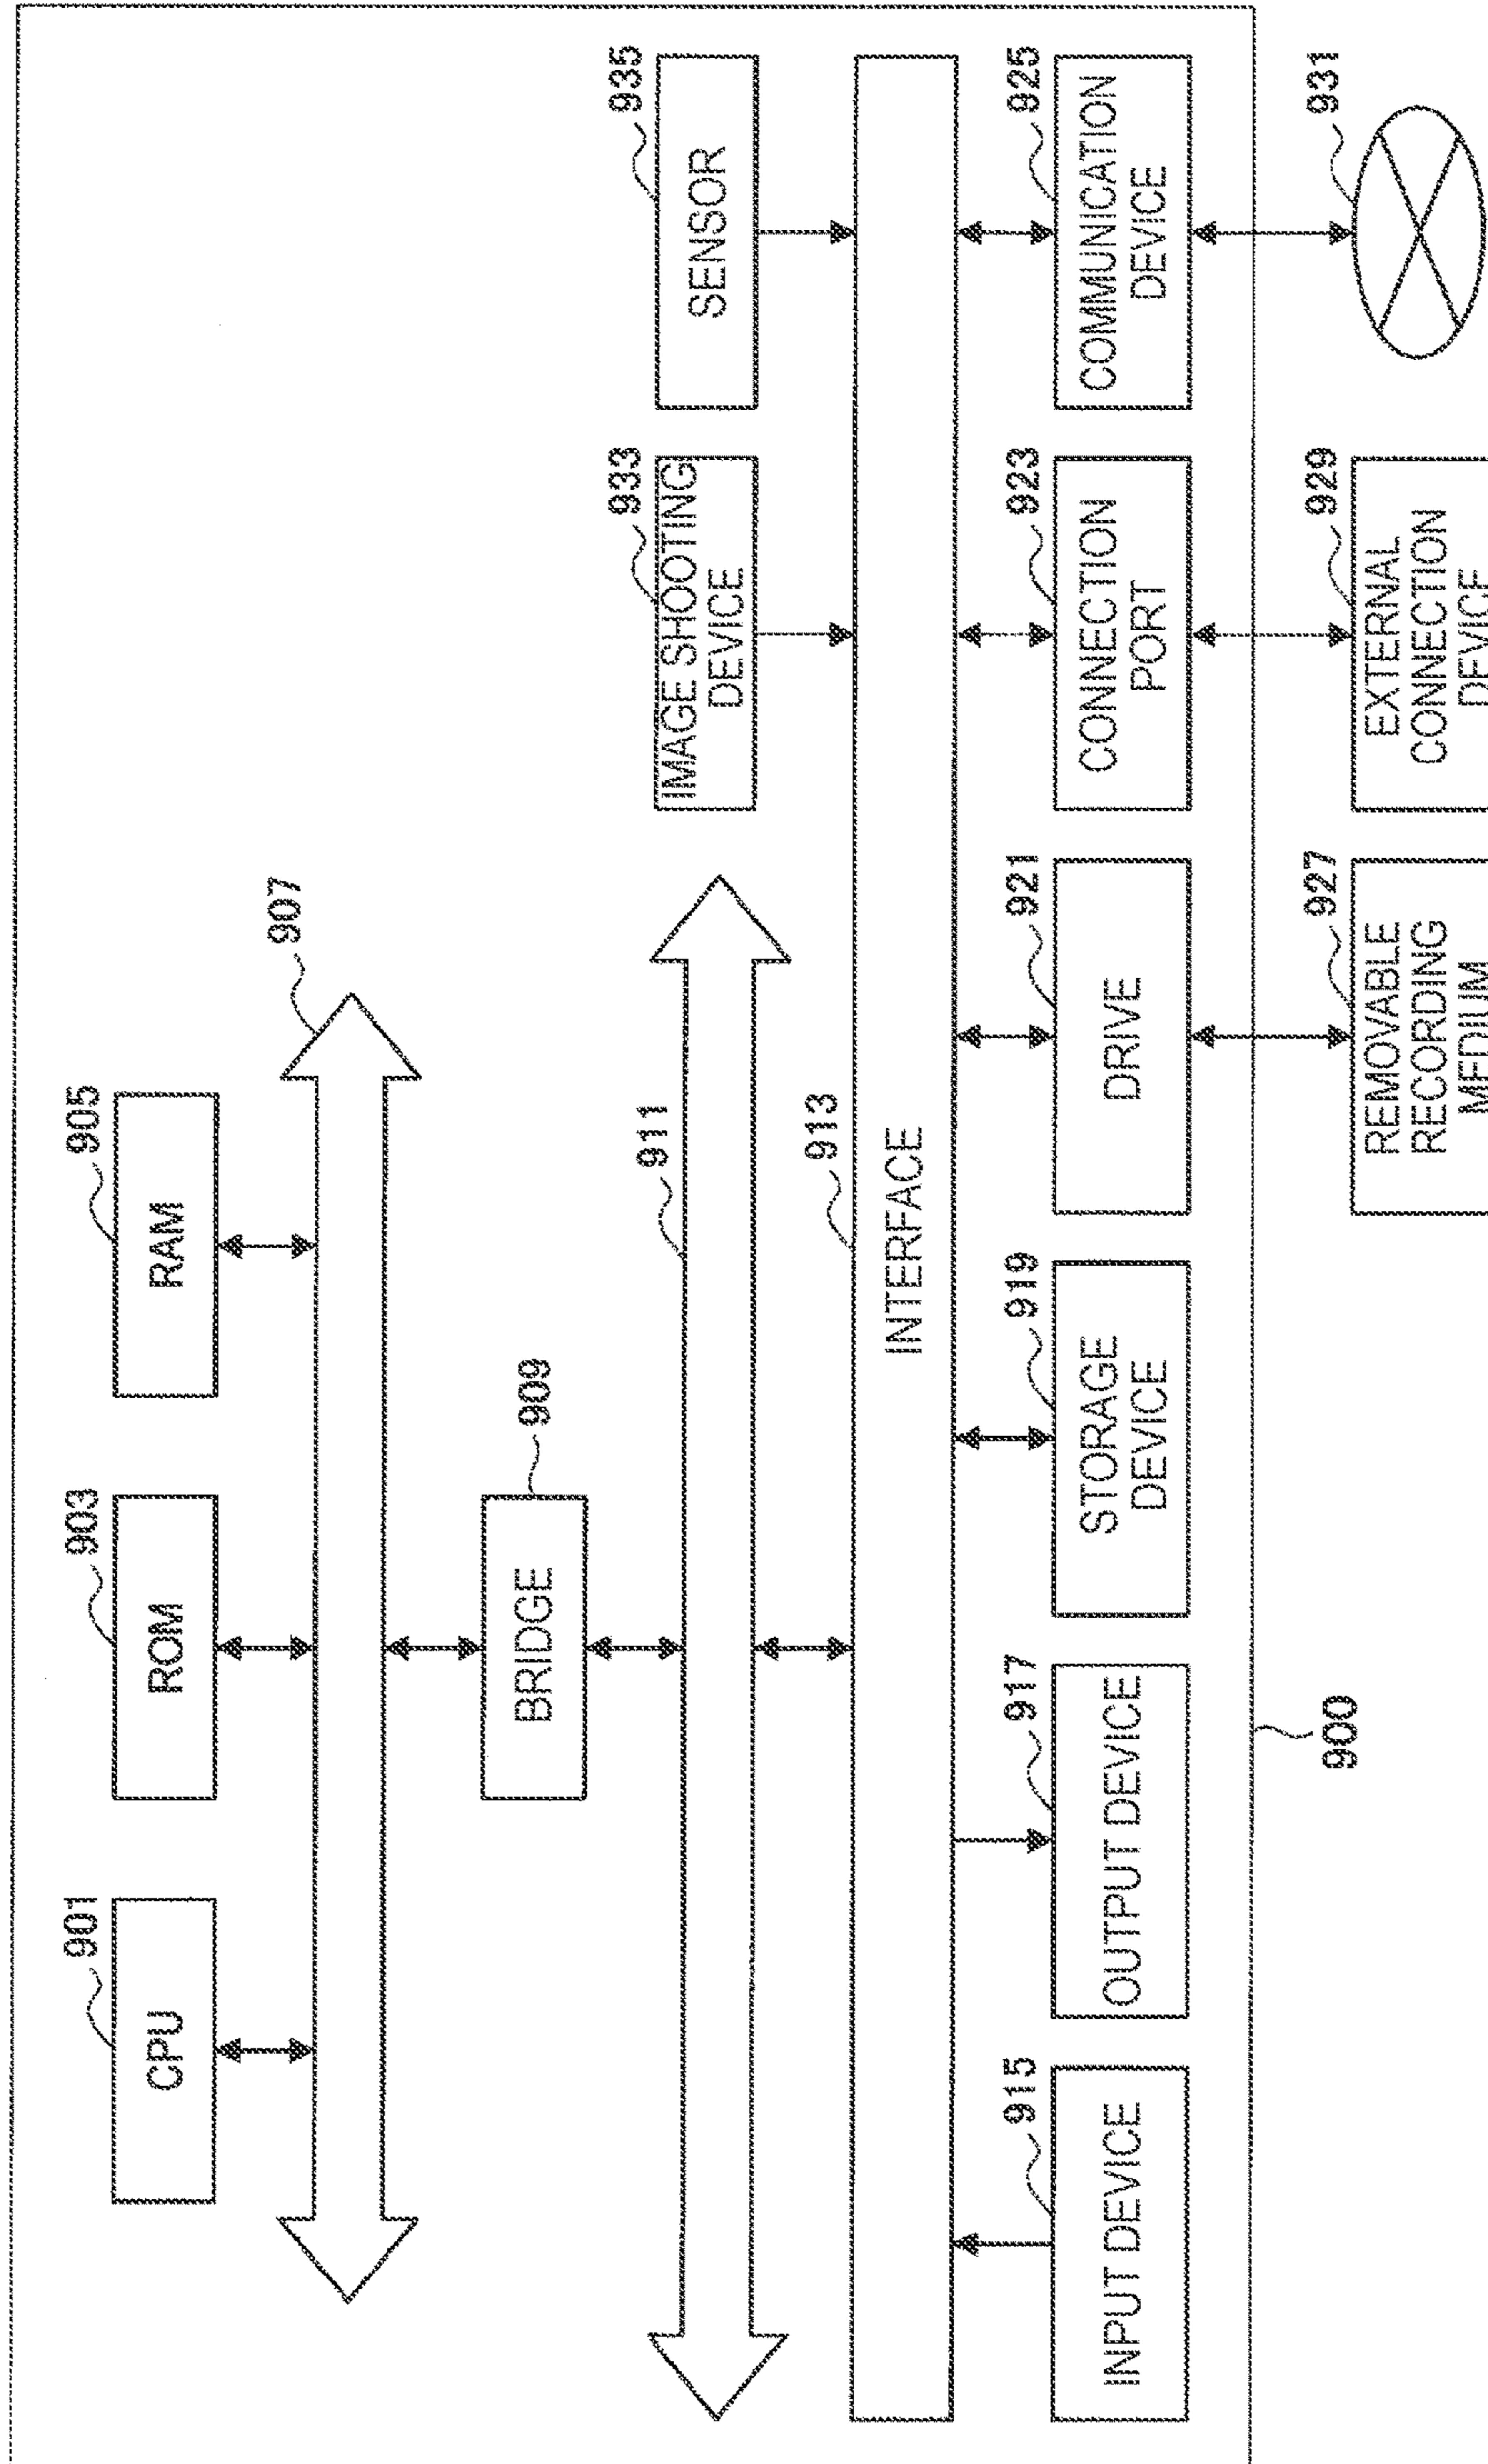 901
CPU
903
ROM
905
RAM
907
909
BRIDGE
911
933
IMAGE SHOOTING
DEVICE
935
SENSOR
913
INTERFACE
915
INPUT DEVICE
917
OUTPUT DEVICE
919
STORAGE
DEVICE
921
DRIVE
923
CONNECTION
PORT
925
COMMUNICATION
DEVICE
900
927
REMOVABLE
RECORDING
MEDIUM
929
EXTERNAL
CONNECTION
DEVICE
931